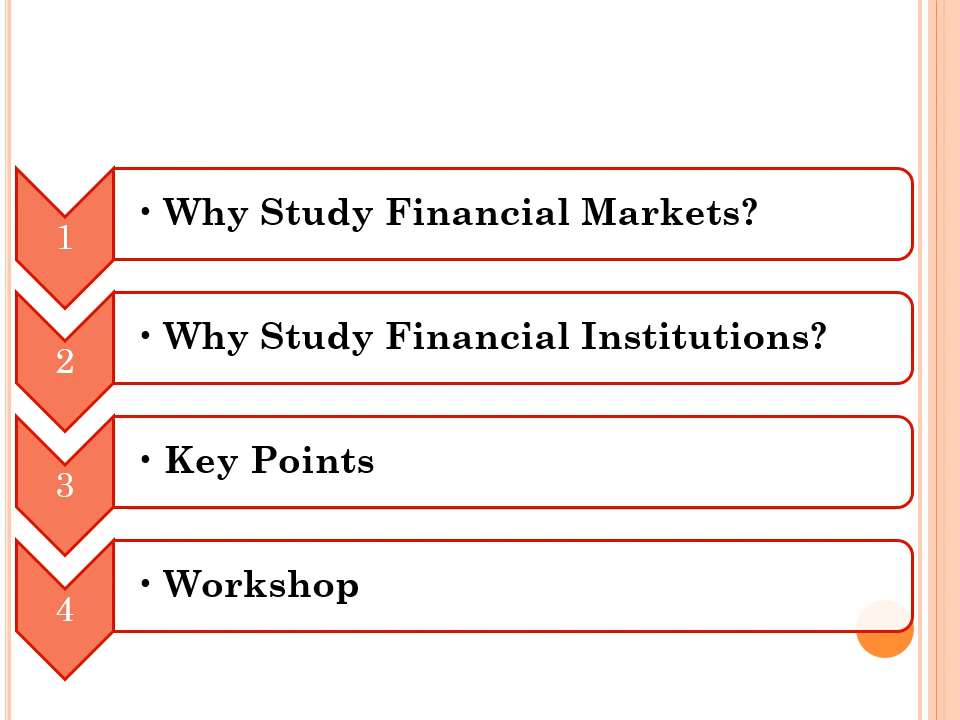 1
• Why Study Financial Markets?
2
• Why Study Financial Institutions?
3
• Key Points
4
• Workshop